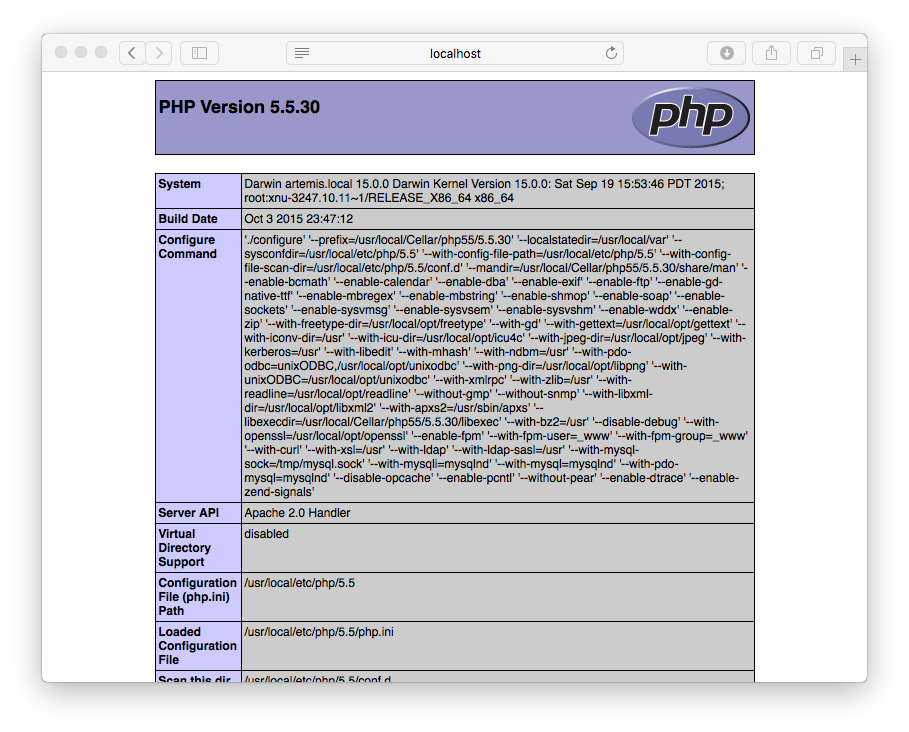 localhost
PHP Version 5.5.30
php
System
Darwin artemis.local 15.0.0 Darwin Kernel Version 15.0.0: Sat Sep 19 15:53:46 PDT 2015;
root:xnu-3247.10.11~1/RELEASE_X86_64 x86_64
Build Date
Oct 3 2015 23:47:12
Configure
Command
'./configure' '--prefix=/usr/local/Cellar/php55/5.5.30' '--localstatedir=/usr/local/var' '--
sysconfdir=/usr/local/etc/php/5.5' '--with-config-file-path=/usr/local/etc/php/5.5' '--with-config-
file-scan-dir=/usr/local/etc/php/5.5/conf.d' '--mandir=/usr/local/Cellar/php55/5.5.30/share/man' '-
-enable-bcmath' '--enable-calendar' '--enable-dba' '--enable-exif' '--enable-ftp' '--enable-gd-
native-ttf' '--enable-mbregex' '--enable-mbstring' '--enable-shmop' '--enable-soap' '--enable-
sockets' '--enable-sysvmsg' '--enable-sysvsem' '--enable-sysvshm' '--enable-wddx' '--enable-
zip' '--with-freetype-dir=/usr/local/opt/freetype' '--with-gd' '--with-gettext=/usr/local/opt/gettext' '--
with-iconv-dir=/usr' '--with-icu-dir=/usr/local/opt/icu4c' '--with-jpeg-dir=/usr/local/opt/jpeg' '--with-
kerberos=/usr' '--with-libedit' '--with-mhash' '--with-ndbm=/usr' '--with-pdo-
odbc=unixODBC,/usr/local/opt/unixodbc' '--with-png-dir=/usr/local/opt/libpng' '--with-
unixODBC=/usr/local/opt/unixodbc' '--with-xmlrpc' '--with-zlib=/usr' '--with-
readline=/usr/local/opt/readline' '--without-gmp' '--without-snmp' '--with-libxml-
dir=/usr/local/opt/libxml2' '--with-apxs2=/usr/sbin/apxs' '--
libexecdir=/usr/local/Cellar/php55/5.5.30/libexec' '--with-bz2=/usr' '--disable-debug' '--with-
openssl=/usr/local/opt/openssl' '--enable-fpm' '--with-fpm-user=_www' '--with-fpm-group=_www'
'--with-curl' '--with-xsl=/usr' '--with-ldap' '--with-ldap-sasl=/usr' '--with-mysql-
sock=/tmp/mysql.sock' '--with-mysqli=mysqlnd' '--with-mysql=mysqlnd' '--with-pdo-
mysql=mysqlnd' '--disable-opcache' '--enable-pcntl' '--without-pear' '--enable-dtrace' '--enable-
zend-signals'
Server API
Apache 2.0 Handler
Virtual
Directory
Support
disabled
Configuration
File (php.ini)
Path
/usr/local/etc/php/5.5
Loaded
Configuration
File
/usr/local/etc/php/5.5/php.ini
Scan this dir
/usr/local/etc/php/5.5/conf.d